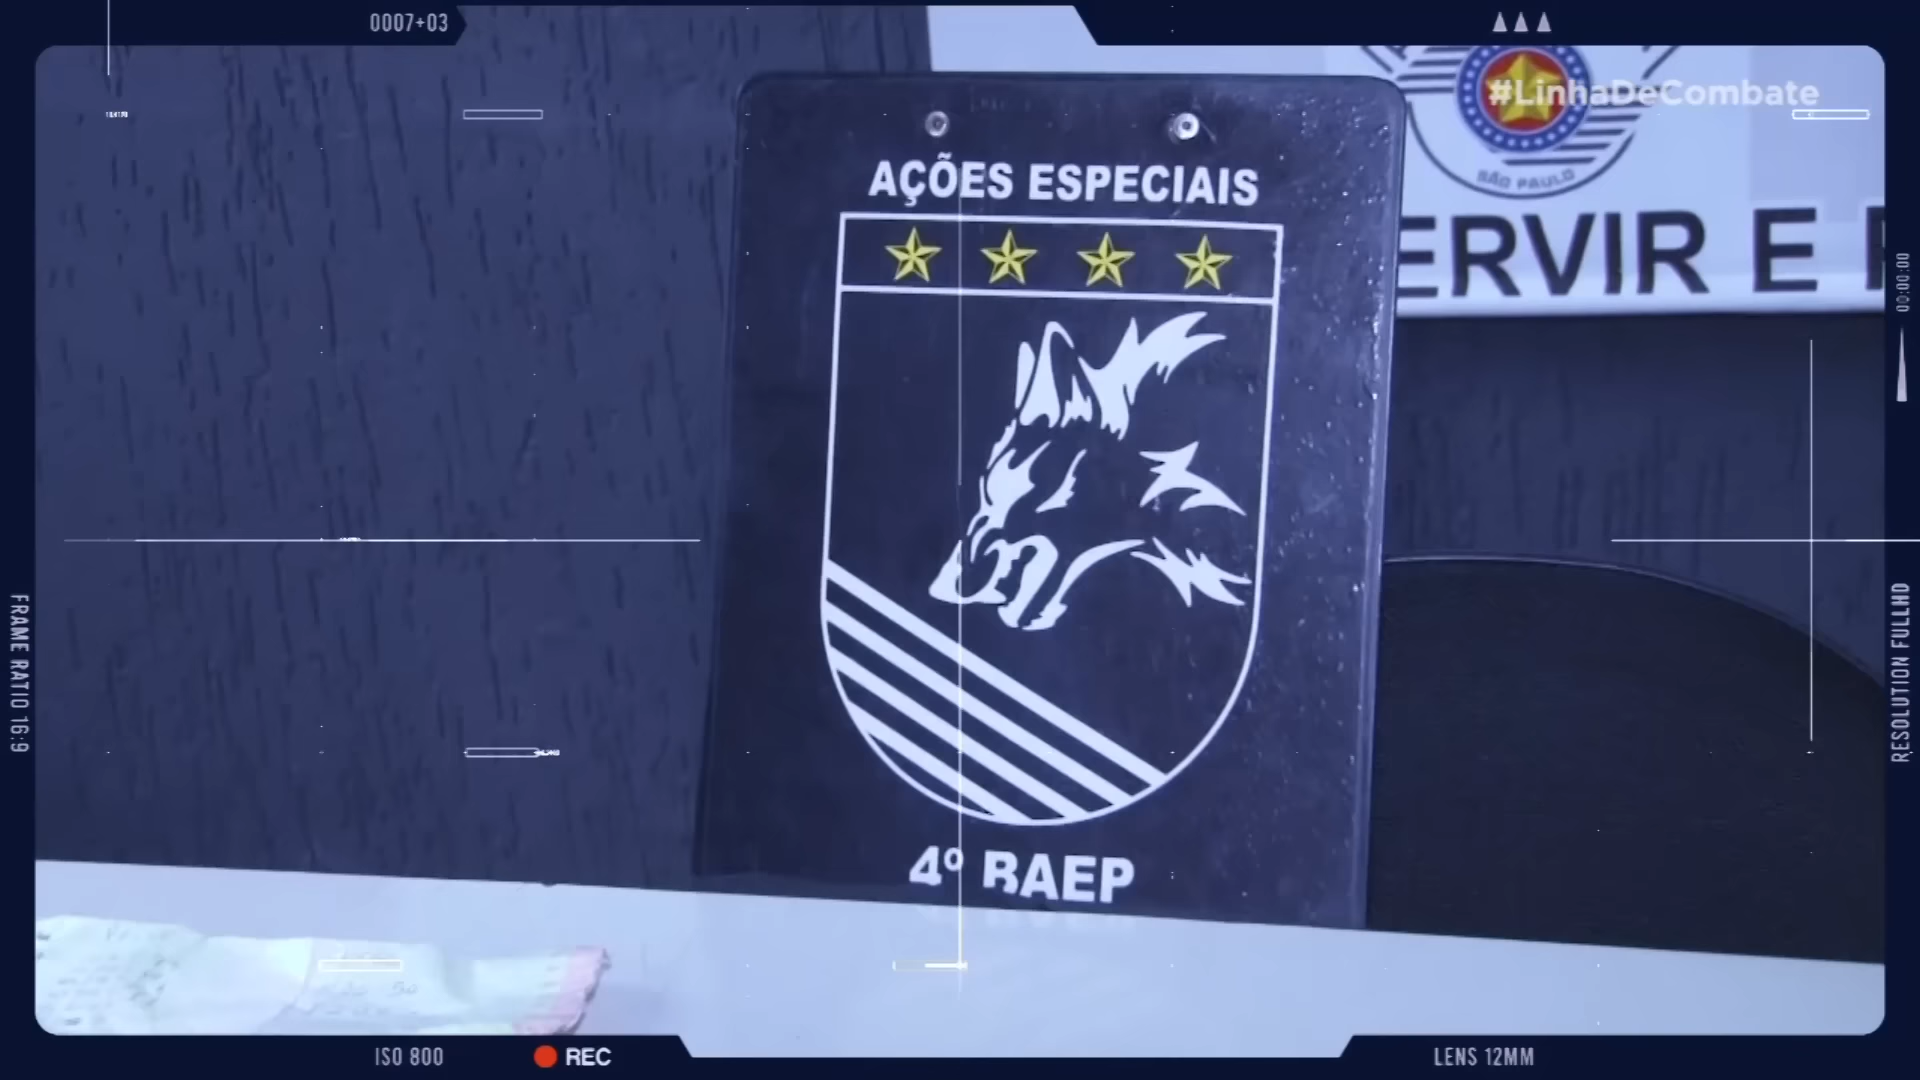 0007+03
#LinhaDeCombate
AÇÕES ESPECIAIS
SÃO PAULO
ERVIR E
00:00:00
FRAME RATIO 16:9
RESOLUTION FULLHD
4º BAEP
ISO 800
REC
LENS 12MM